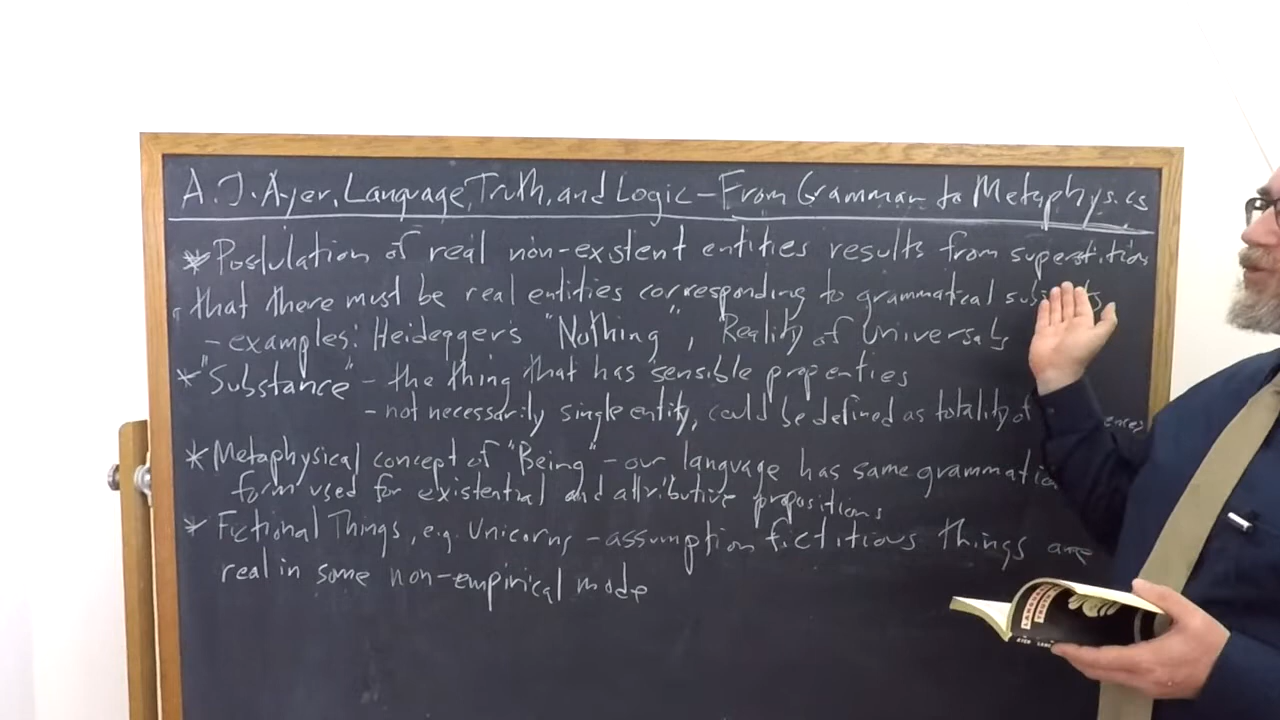 A. J. Ayer, Language, Truth, and Logic – From Grammar to Metaphysics
* Postulation of real non-existent entities results from superstition
that there must be real entities corresponding to grammatical
- examples: Heidegger's "Nothing", "Reality of Universals
* "Substance" - the thing that has sensible properties
- not necessarily single entity, could be defined as totality of
* Metaphysical concept of "Being" - our language has same
form used for existential and attributive propositions
* Fictional Things, e.g. Unicorns - assumption fictitious things are
real in some non-empirical mode
LANGUAGE
TRUTH
AYER